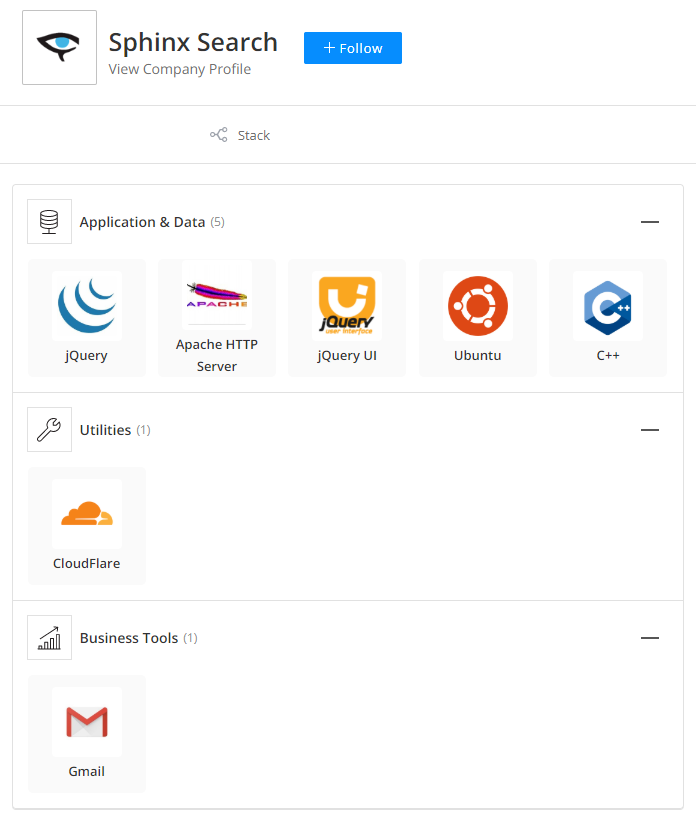 Sphinx Search
+ Follow
View Company Profile
Stack
Application & Data (5)
APACHE
jQuery
user interface
C++
jQuery
Apache HTTP
Server
jQuery UI
Ubuntu
C++
Utilities (1)
CloudFlare
Business Tools (1)
Gmail